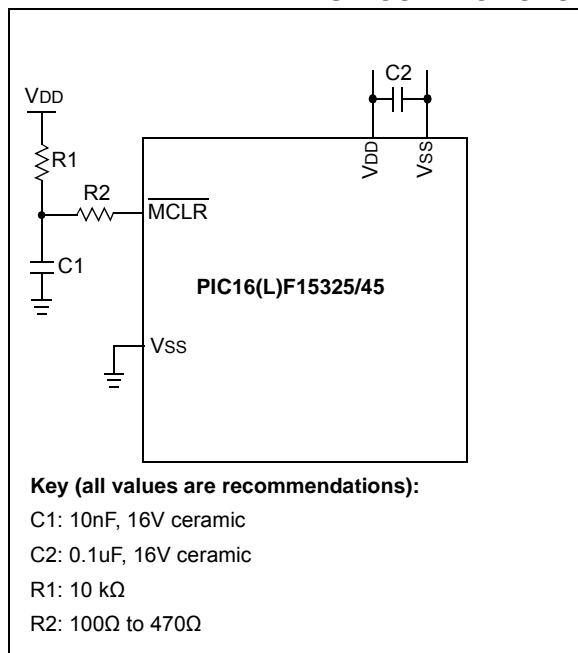 C2
VDD
R1
R2
C1
VDD
VSS
MCLR
PIC16(L)F15325/45
VSS
Key (all values are recommendations):
C1: 10nF, 16V ceramic
C2: 0.1uF, 16V ceramic
R1: 10 kΩ
R2: 100Ω to 470Ω